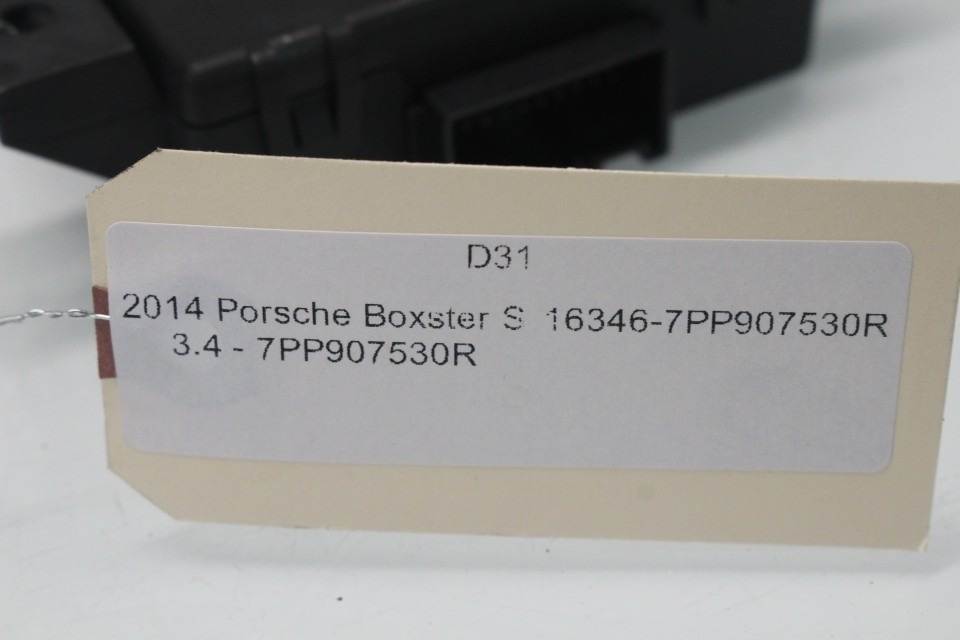 D31
2014 Porsche Boxster S 16346-7PP907530R
3.4 - 7PP907530R